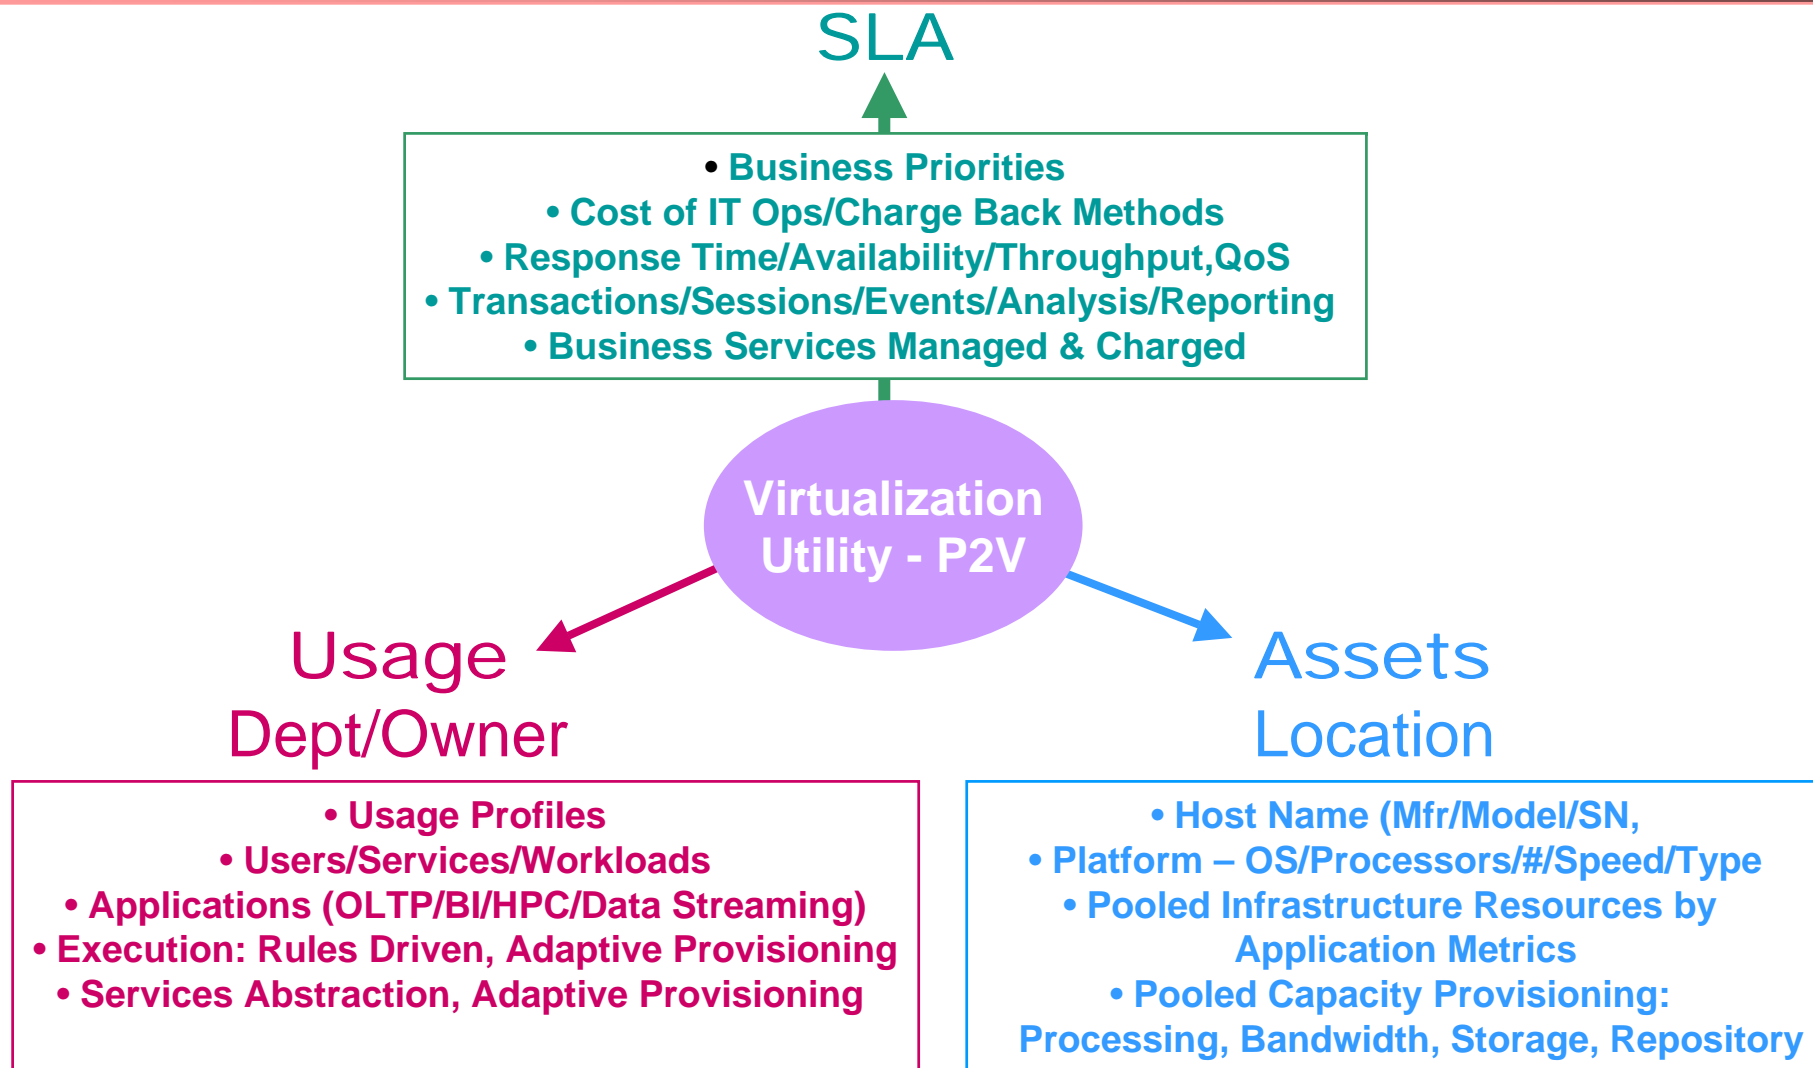 SLA
• Business Priorities
• Cost of IT Ops/Charge Back Methods
• Response Time/Availability/Throughput,QoS
• Transactions/Sessions/Events/Analysis/Reporting
• Business Services Managed & Charged
Virtualization
Utility - P2V
Usage
Dept/Owner
• Usage Profiles
• Users/Services/Workloads
• Applications (OLTP/BI/HPC/Data Streaming)
• Execution: Rules Driven, Adaptive Provisioning
• Services Abstraction, Adaptive Provisioning
Assets
Location
• Host Name (Mfr/Model/SN,
• Platform – OS/Processors/#/Speed/Type
• Pooled Infrastructure Resources by
Application Metrics
• Pooled Capacity Provisioning:
Processing, Bandwidth, Storage, Repository